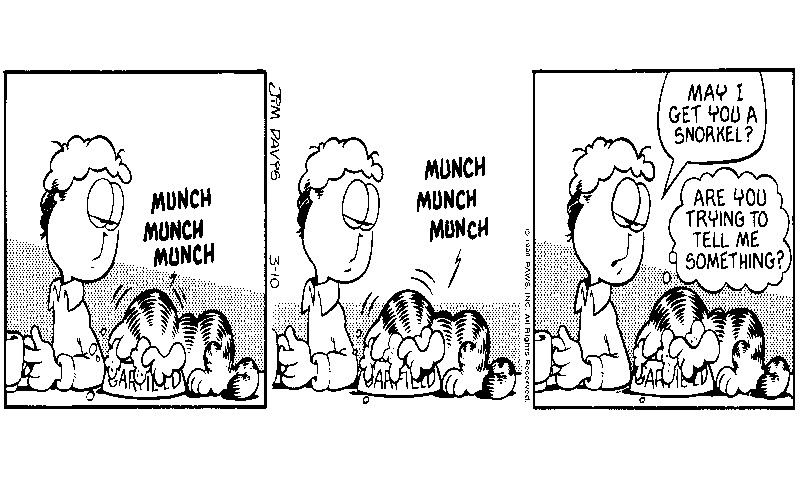 MUNCH
MUNCH
MUNCH
GARFIELD
JIM DAVIS
3-10
MUNCH
MUNCH
MUNCH
GARFIELD
© 1981 PAWS, INC. All Rights Reserved.
MAY I
GET YOU A
SNORKEL?
ARE YOU
TRYING TO
TELL ME
SOMETHING?
GARFIELD